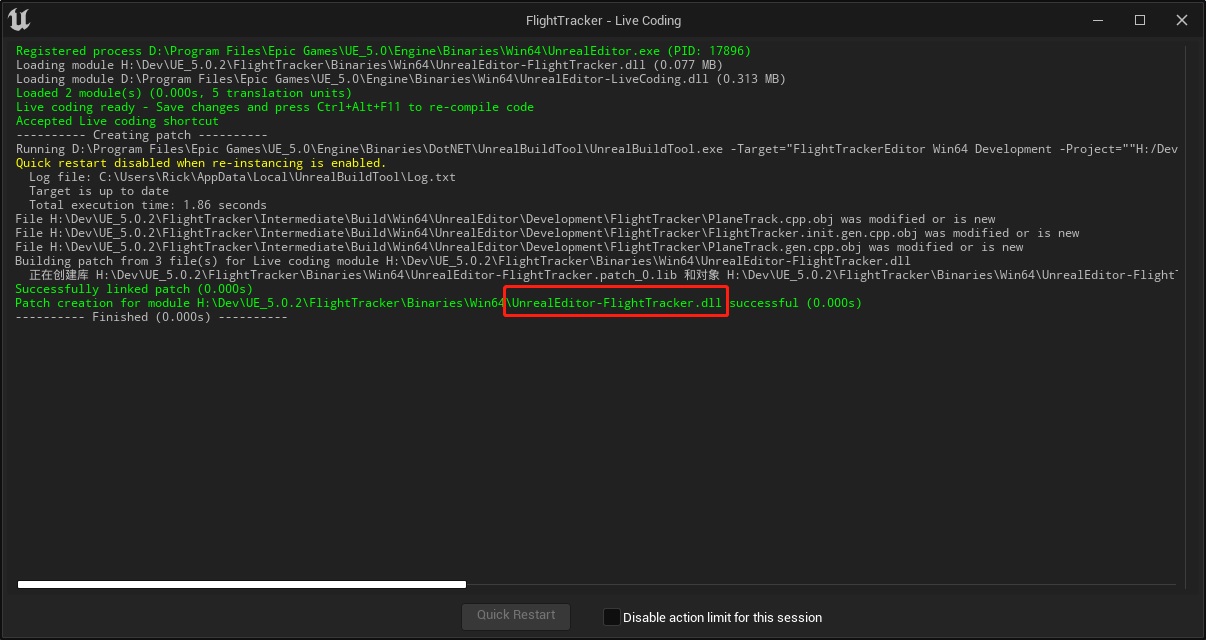 FlightTracker - Live Coding
Registered process D:\Program Files\Epic Games\UE_5.0\Engine\Binaries\Win64\UnrealEditor.exe (PID: 17896)
Loading module H:\Dev\UE_5.0.2\FlightTracker\Binaries\Win64\UnrealEditor-FlightTracker.dll (0.077 MB)
Loading module D:\Program Files\Epic Games\UE_5.0\Engine\Binaries\Win64\UnrealEditor-LiveCoding.dll (0.313 MB)
Loaded 2 module(s) (0.000s, 5 translation units)
Live coding ready - Save changes and press Ctrl+Alt+F11 to re-compile code
Accepted Live coding shortcut
---------- Creating patch ----------
Running D:\Program Files\Epic Games\UE_5.0\Engine\Binaries\DotNET\UnrealBuildTool\UnrealBuildTool.exe -Target="FlightTrackerEditor Win64 Development -Project=""H:/Dev
Quick restart disabled when re-instancing is enabled.
Log file: C:\Users\Rick\AppData\Local\UnrealBuildTool\Log.txt
Target is up to date
Total execution time: 1.86 seconds
File H:\Dev\UE_5.0.2\FlightTracker\Intermediate\Build\Win64\UnrealEditor\Development\FlightTracker\PlaneTrack.cpp.obj was modified or is new
File H:\Dev\UE_5.0.2\FlightTracker\Intermediate\Build\Win64\UnrealEditor\Development\FlightTracker\FlightTracker.init.gen.cpp.obj was modified or is new
File H:\Dev\UE_5.0.2\FlightTracker\Intermediate\Build\Win64\UnrealEditor\Development\FlightTracker\PlaneTrack.gen.cpp.obj was modified or is new
Building patch from 3 file(s) for Live coding module H:\Dev\UE_5.0.2\FlightTracker\Binaries\Win64\UnrealEditor-FlightTracker.dll
正在创建库 H:\Dev\UE_5.0.2\FlightTracker\Binaries\Win64\UnrealEditor-FlightTracker.patch_0.lib 和对象 H:\Dev\UE_5.0.2\FlightTracker\Binaries\Win64\UnrealEditor-Flight
Successfully linked patch (0.000s)
Patch creation for module H:\Dev\UE_5.0.2\FlightTracker\Binaries\Win64\UnrealEditor-FlightTracker.dll successful (0.000s)
---------- Finished (0.000s) ----------
Quick Restart
Disable action limit for this session